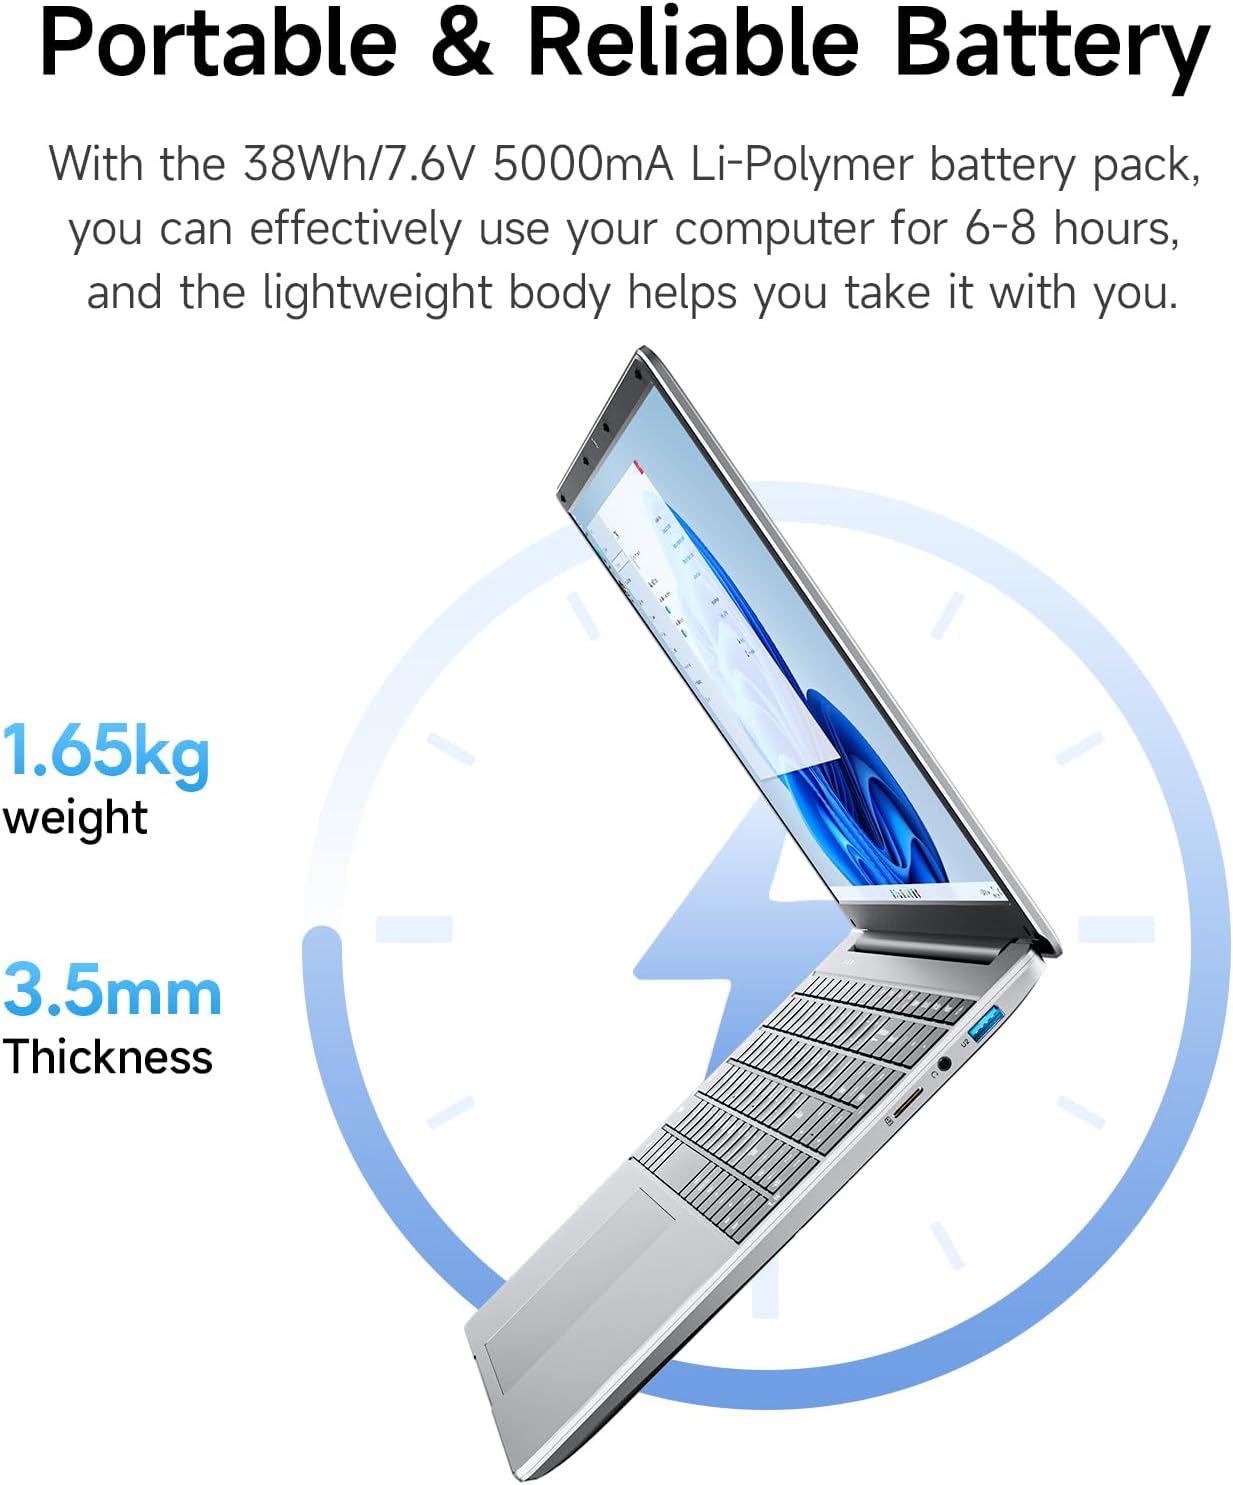 Portable & Reliable Battery
With the 38Wh/7.6V 5000mA Li-Polymer battery pack,
you can effectively use your computer for 6-8 hours,
and the lightweight body helps you take it with you.
1.65kg
weight
3.5mm
Thickness
U2